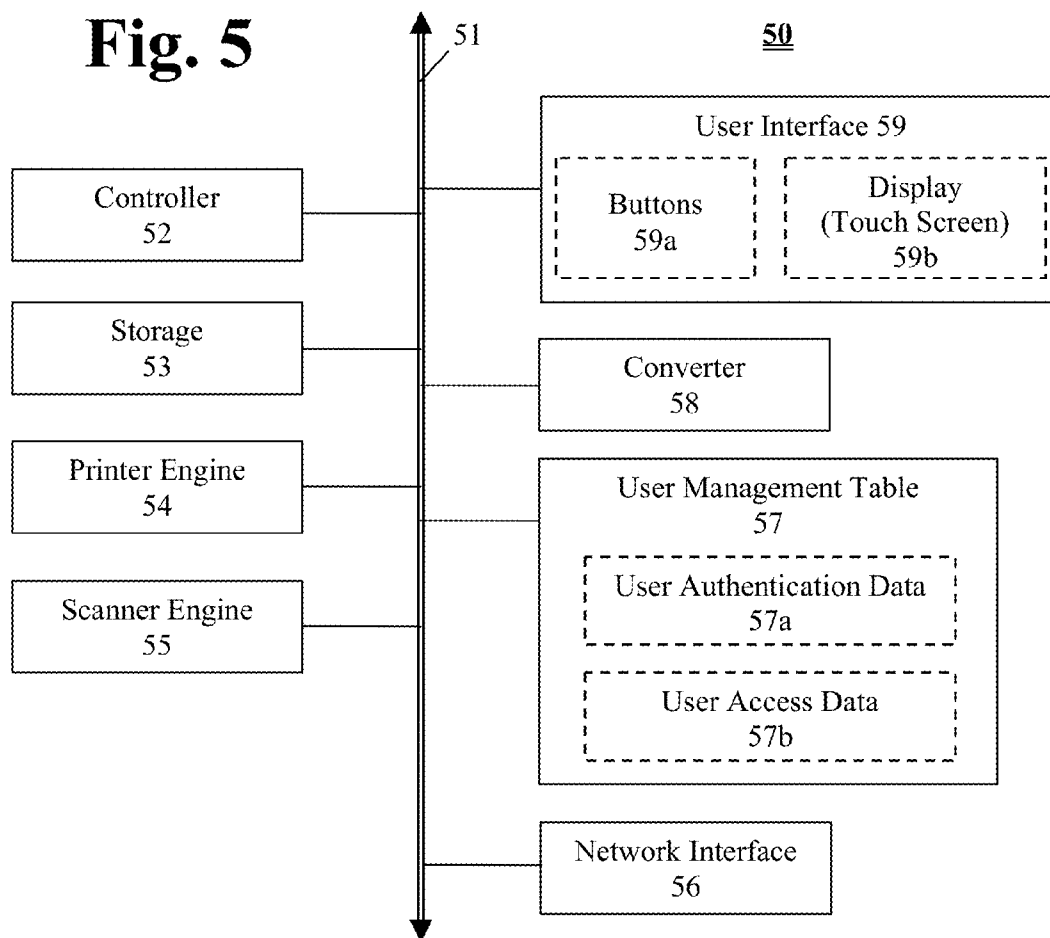 Fig. 5
51
50
Controller
52
Storage
53
Printer Engine
54
Scanner Engine
55
User Interface 59
Buttons
59a
Display
(Touch Screen)
59b
Converter
58
User Management Table
57
User Authentication Data
57a
User Access Data
57b
Network Interface
56